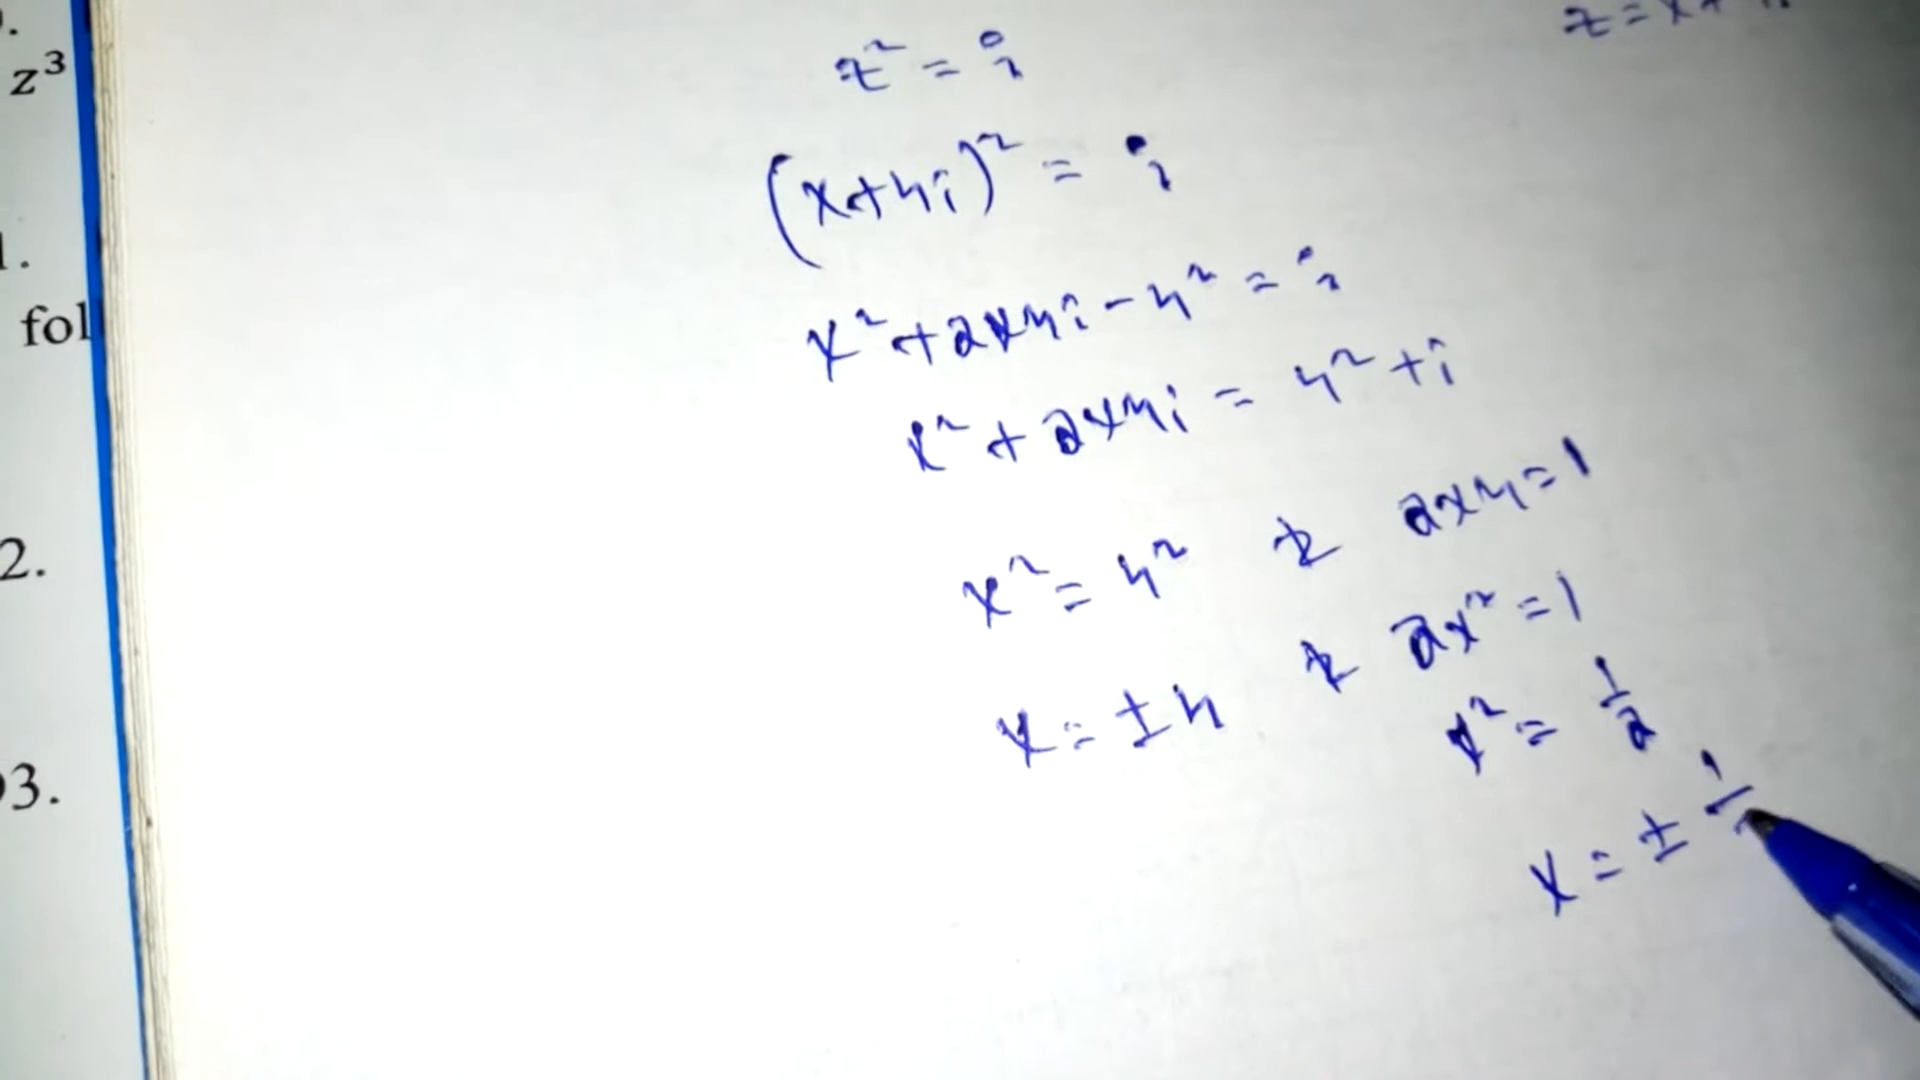 z³
1.
fol
2.
3.
z² = i
z = x +
(x+yi)² = i
x² + 2xyi - y² = i
x² + 2xyi = y² + i
x² = y² & 2xy = 1
x = ± y & 2x² = 1
x² = 1/2
x = ± 1